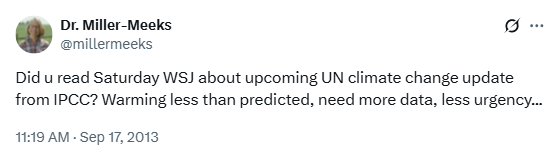 Dr. Miller-Meeks
@millermeeks
Did u read Saturday WSJ about upcoming UN climate change update
from IPCC? Warming less than predicted, need more data, less urgency...
11:19 AM · Sep 17, 2013